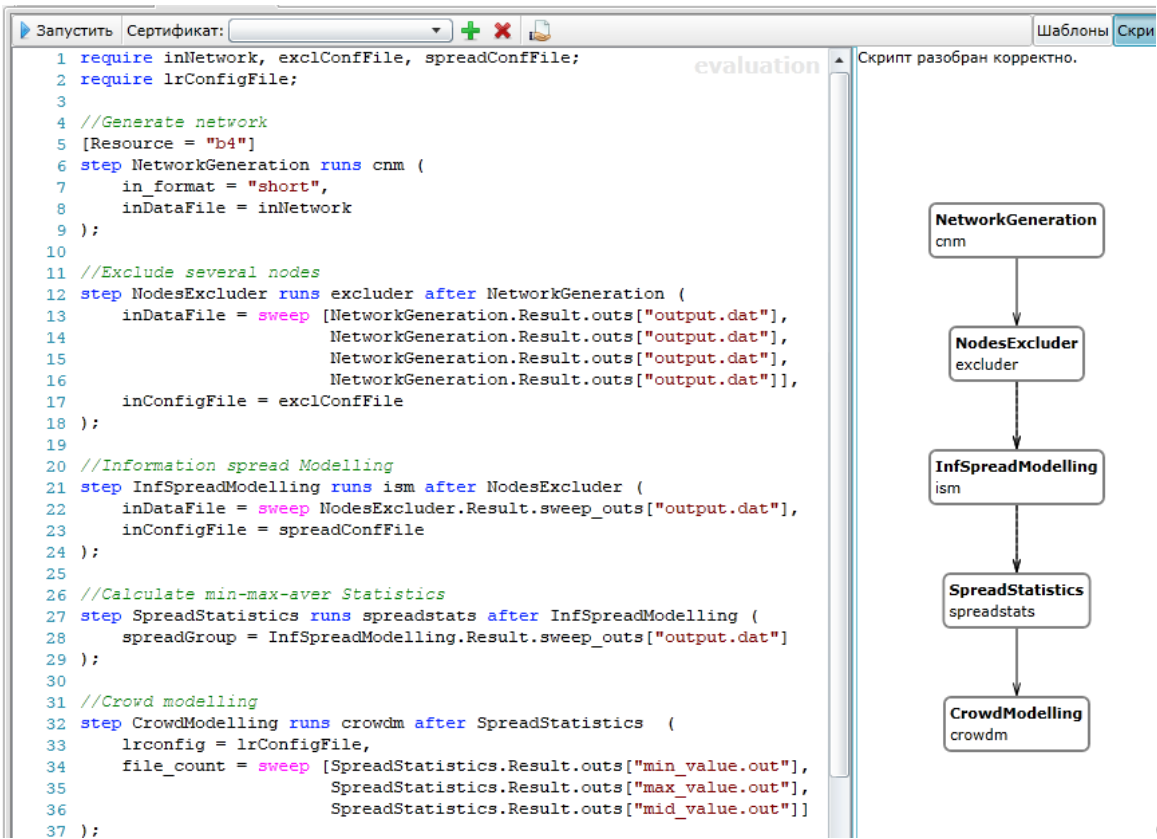 Запустить Сертификат: Шаблоны Скри
1 require inNetwork, exclConfFile, spreadConfFile;
evaluation
Скрипт разобран корректно.
2 require lrConfigFile;
3
4 //Generate network
5 [Resource = "b4"]
6 step NetworkGeneration runs cnm (
7 in_format = "short",
8 inDataFile = inNetwork
9 );
10
11 //Exclude several nodes
12 step NodesExcluder runs excluder after NetworkGeneration (
13 inDataFile = sweep [NetworkGeneration.Result.outs["output.dat"],
14 NetworkGeneration.Result.outs["output.dat"],
15 NetworkGeneration.Result.outs["output.dat"],
16 NetworkGeneration.Result.outs["output.dat"]],
17 inConfigFile = exclConfFile
18 );
19
20 //Information spread Modelling
21 step InfSpreadModelling runs ism after NodesExcluder (
22 inDataFile = sweep NodesExcluder.Result.sweep_outs["output.dat"],
23 inConfigFile = spreadConfFile
24 );
25
26 //Calculate min-max-aver Statistics
27 step SpreadStatistics runs spreadstats after InfSpreadModelling (
28 spreadGroup = InfSpreadModelling.Result.sweep_outs["output.dat"]
29 );
30
31 //Crowd modelling
32 step CrowdModelling runs crowdm after SpreadStatistics (
33 lrconfig = lrConfigFile,
34 file_count = sweep [SpreadStatistics.Result.outs["min_value.out"],
35 SpreadStatistics.Result.outs["max_value.out"],
36 SpreadStatistics.Result.outs["mid_value.out"]]
37 );
NetworkGeneration
cnm
NodesExcluder
excluder
InfSpreadModelling
ism
SpreadStatistics
spreadstats
CrowdModelling
crowdm